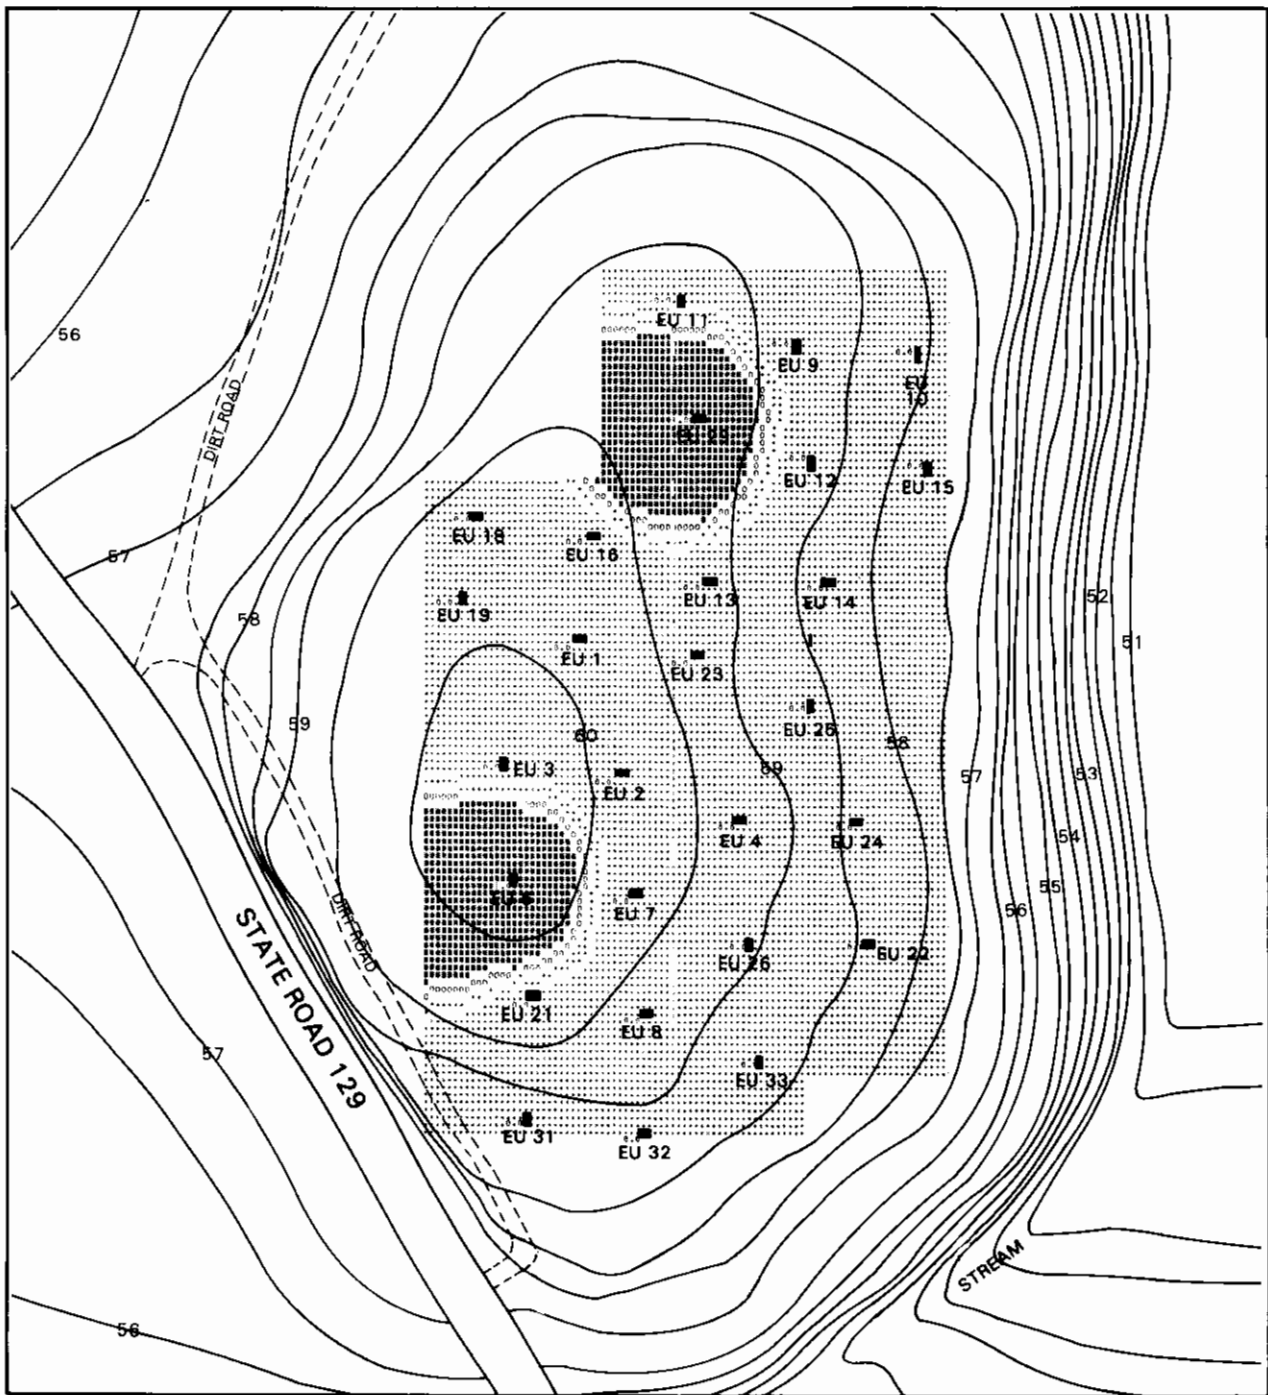 EU 11
56
EU 9
EU
10
DIRT ROAD
EU 12
EU 15
EU 18
EU 16
57
52
EU 19
EU 13
EU 14
58
51
EU 1
EU 23
59
60
EU 25
58
EU 3
59
57
53
EU 2
EU 4
EU 24
54
55
EU 7
56
DIRT ROAD
STATE ROAD 129
EU 26
EU 22
EU 21
EU 8
57
EU 33
EU 31
EU 32
STREAM
56